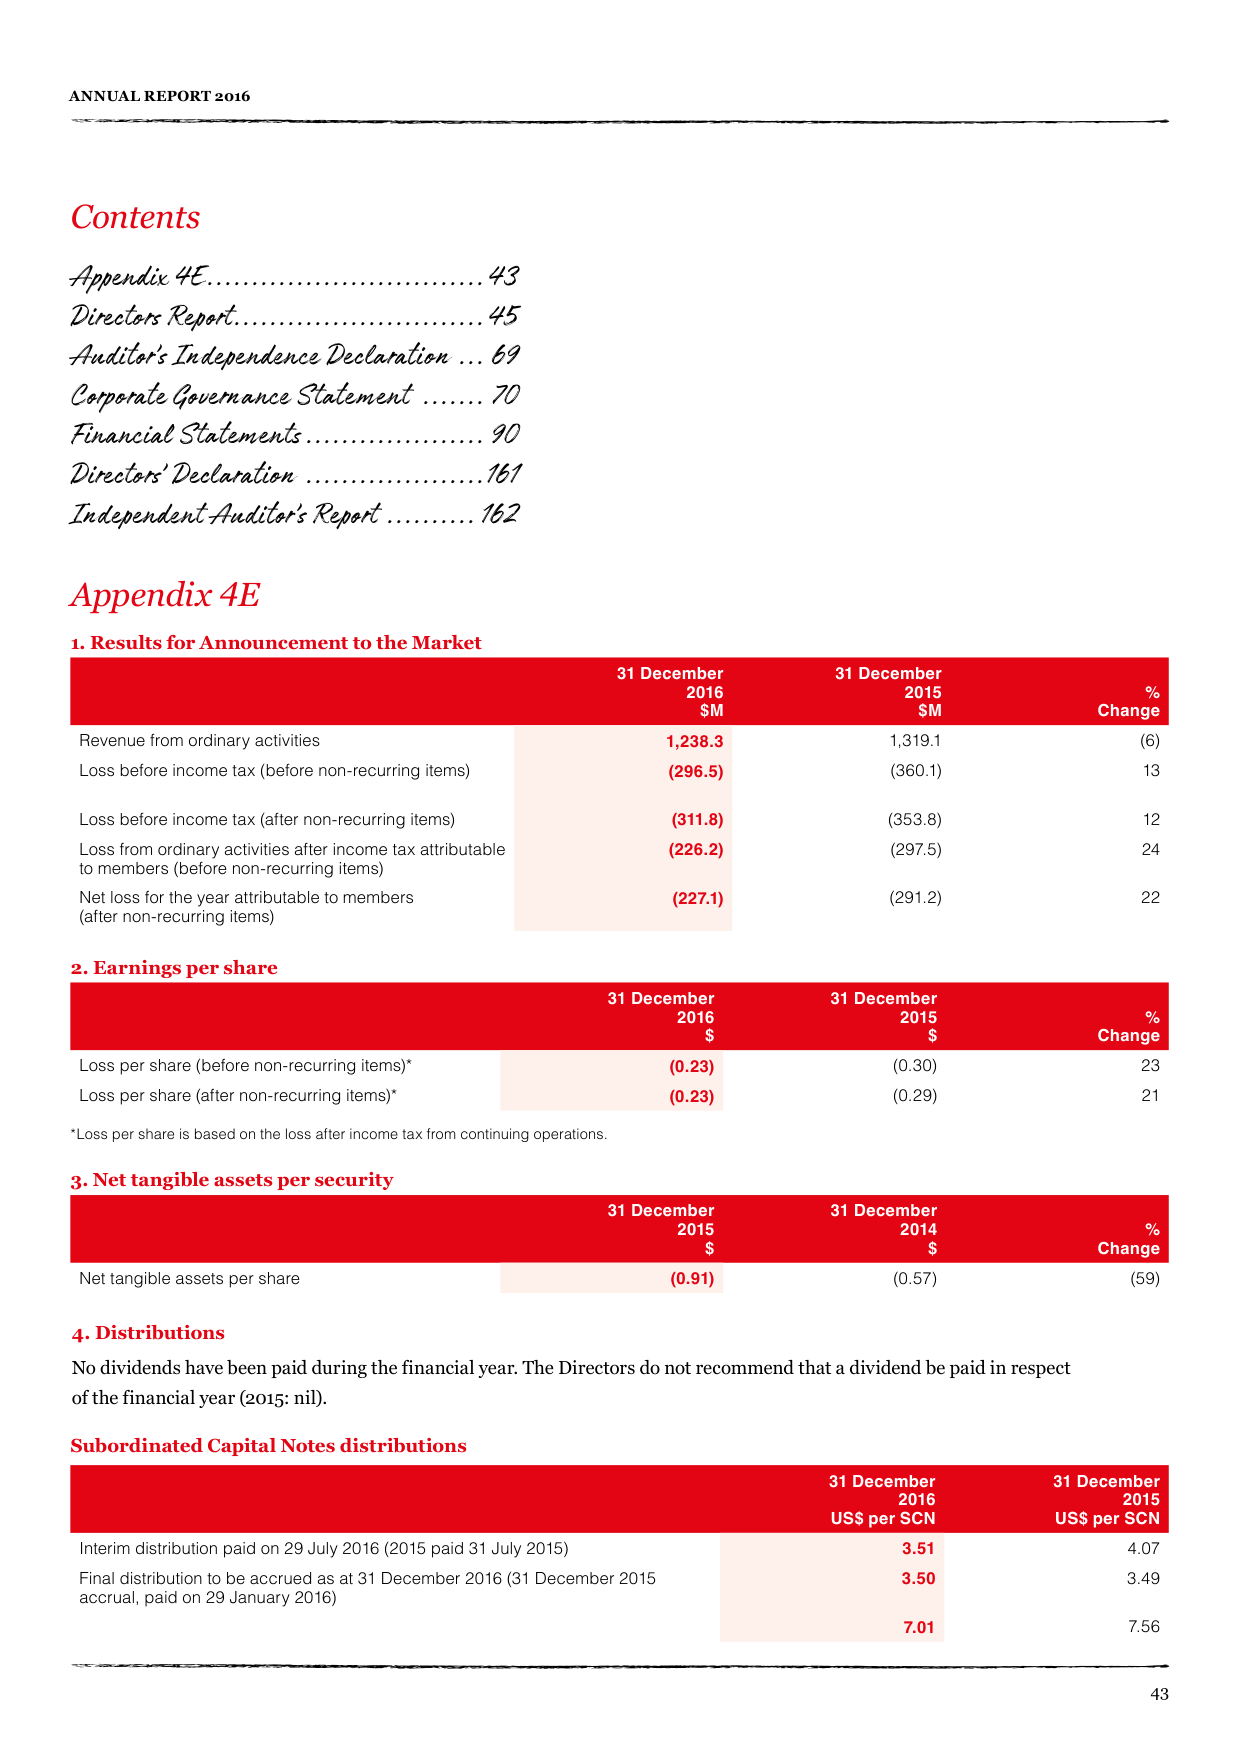 ANNUAL REPORT 2016
Contents
Appendix 4E............................... 43
Directors Report............................ 45
Auditor's Independence Declaration ... 69
Corporate Governance Statement ....... 70
Financial Statements.................... 90
Directors' Declaration ....................161
Independent Auditor's Report .......... 162
Appendix 4E
1. Results for Announcement to the Market
31 December 31 December
2016 2015 %
$M $M Change
Revenue from ordinary activities 1,238.3 1,319.1 (6)
Loss before income tax (before non-recurring items) (296.5) (360.1) 13
Loss before income tax (after non-recurring items) (311.8) (353.8) 12
Loss from ordinary activities after income tax attributable (226.2) (297.5) 24
to members (before non-recurring items)
Net loss for the year attributable to members (227.1) (291.2) 22
(after non-recurring items)
2. Earnings per share
31 December 31 December
2016 2015 %
$ $ Change
Loss per share (before non-recurring items)* (0.23) (0.30) 23
Loss per share (after non-recurring items)* (0.23) (0.29) 21
*Loss per share is based on the loss after income tax from continuing operations.
3. Net tangible assets per security
31 December 31 December
2015 2014 %
$ $ Change
Net tangible assets per share (0.91) (0.57) (59)
4. Distributions
No dividends have been paid during the financial year. The Directors do not recommend that a dividend be paid in respect
of the financial year (2015: nil).
Subordinated Capital Notes distributions
31 December 31 December
2016 2015
US$ per SCN US$ per SCN
Interim distribution paid on 29 July 2016 (2015 paid 31 July 2015) 3.51 4.07
Final distribution to be accrued as at 31 December 2016 (31 December 2015 3.50 3.49
accrual, paid on 29 January 2016)
7.01 7.56
43